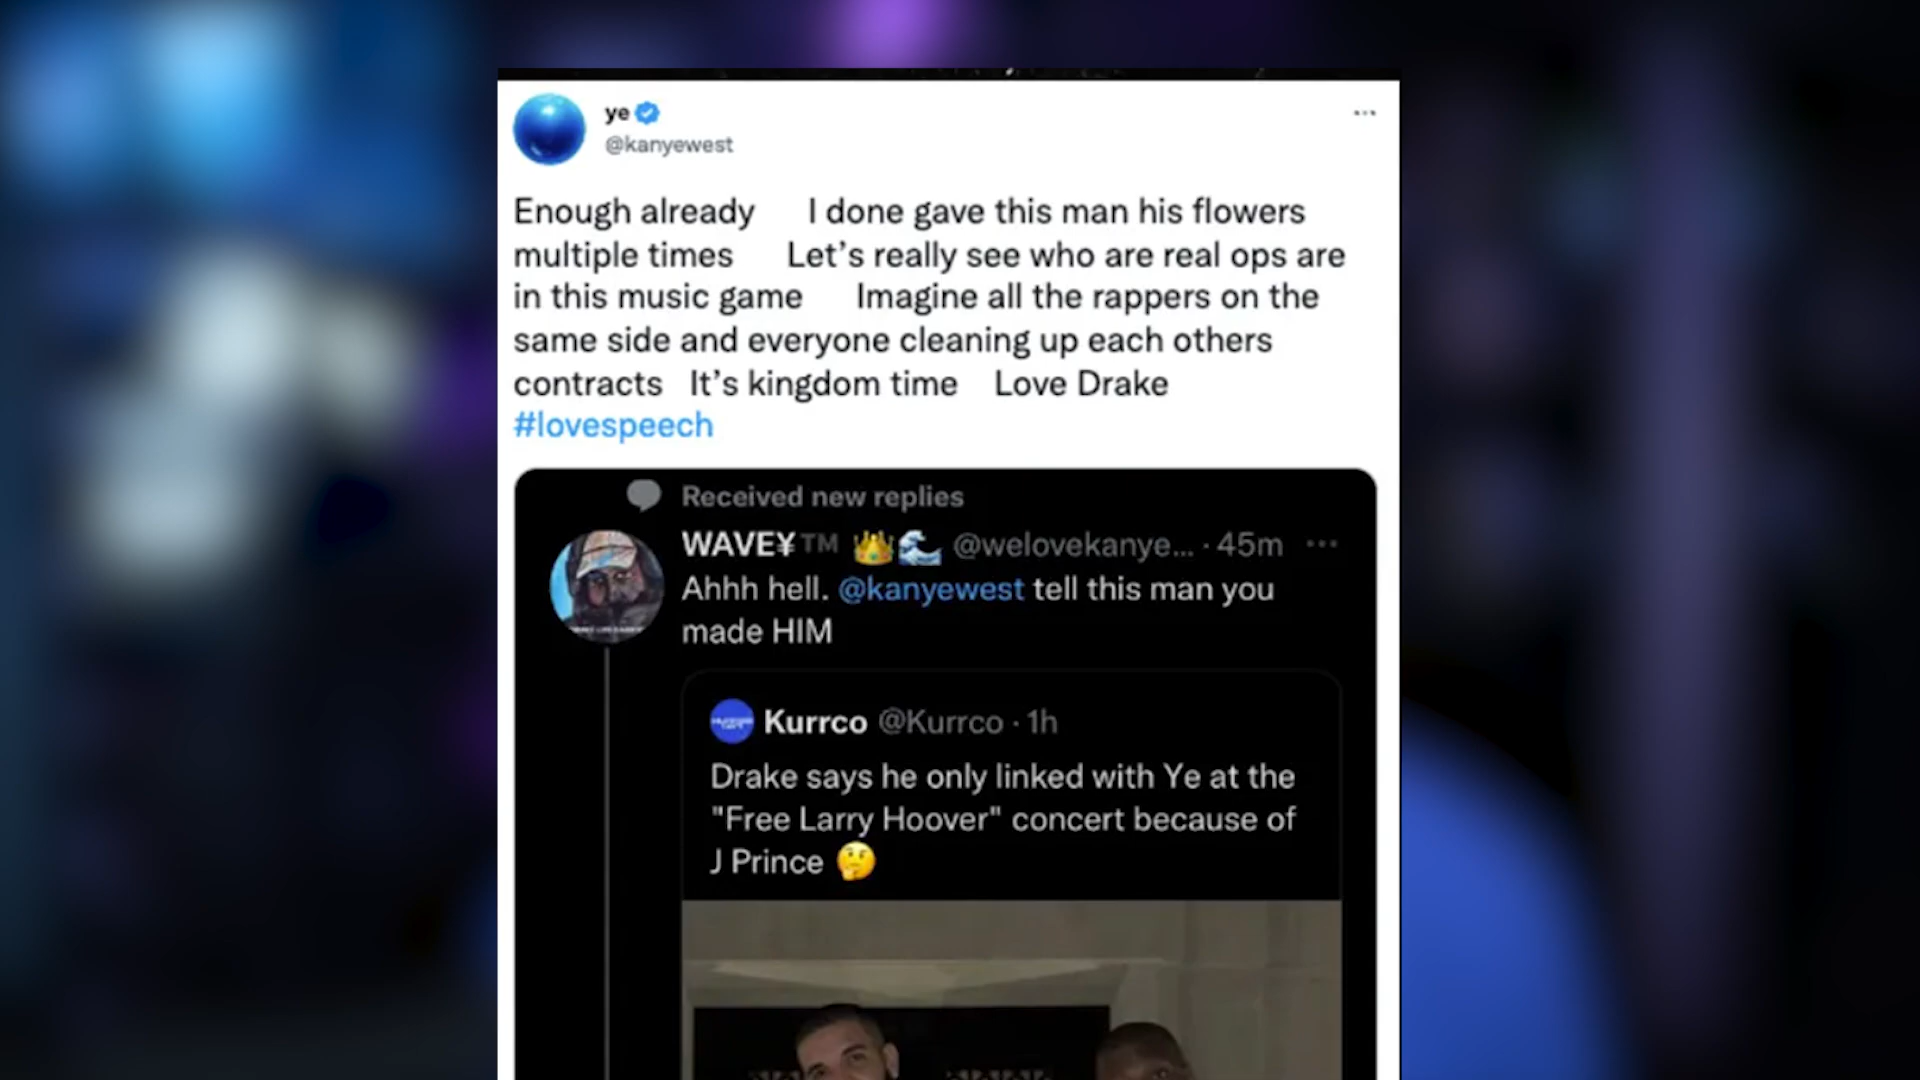 ye
@kanyewest
Enough already I done gave this man his flowers
multiple times Let's really see who are real ops are
in this music game Imagine all the rappers on the
same side and everyone cleaning up each others
contracts It's kingdom time Love Drake
#lovespeech
Received new replies
WAVE¥™ 👑🌊 @welovekanye... · 45m
Ahhh hell. @kanyewest tell this man you
made HIM
Kurrco @Kurrco · 1h
Drake says he only linked with Ye at the
"Free Larry Hoover" concert because of
J Prince 🤔